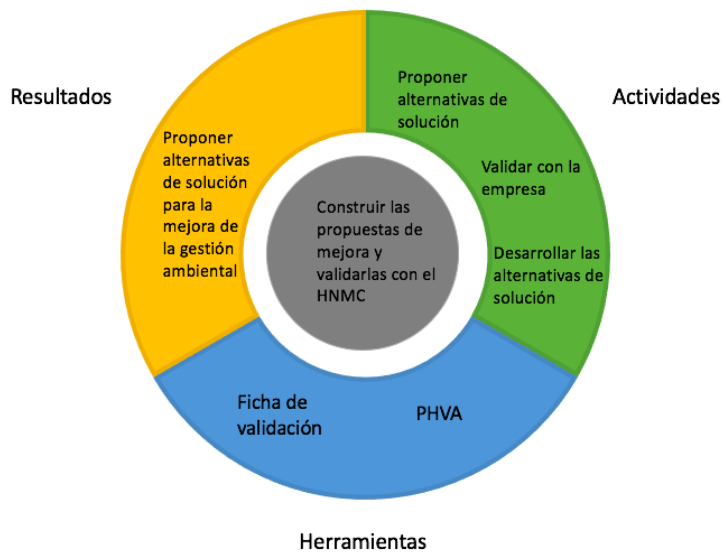 Resultados
Proponer
alternativas
de solución
para la
mejora de
la gestión
ambiental
Proponer
alternativas de
solución
Validar con la
empresa
Desarrollar las
alternativas de
solución
Actividades
Construir las
propuestas de
mejora y
validarlas con el
HNMC
Ficha de
validación
PHVA
Herramientas